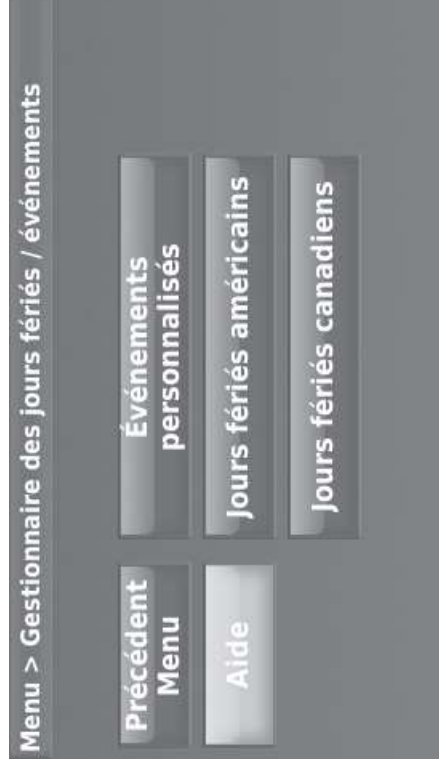 Menu > Gestionnaire des jours fériés / événements
Précédent
Menu
Aide
Événements
personnalisés
Jours fériés américains
Jours fériés canadiens